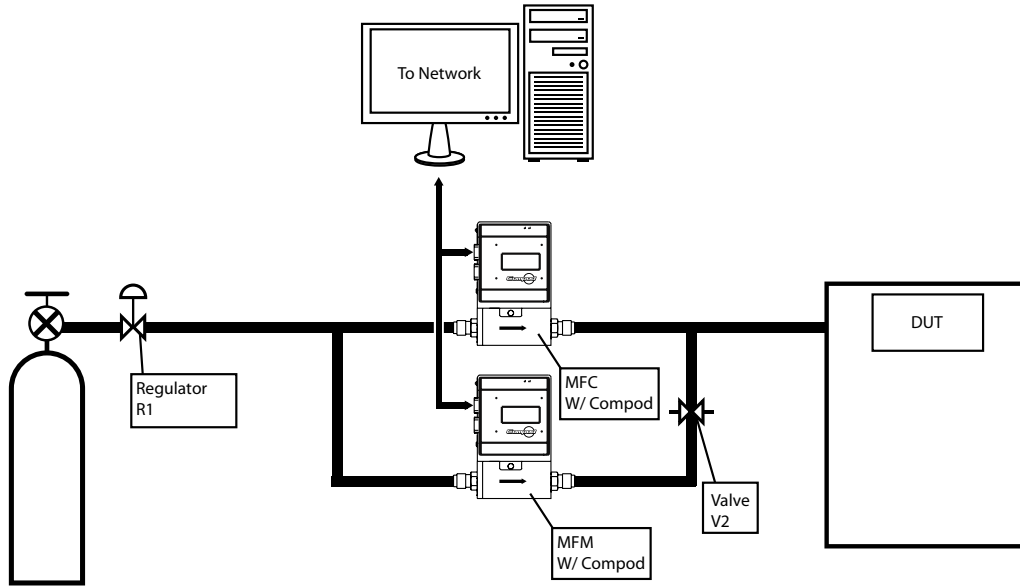 To Network
DUT
Regulator
R1
MFC
W/ Compod
Valve
V2
MFM
W/ Compod